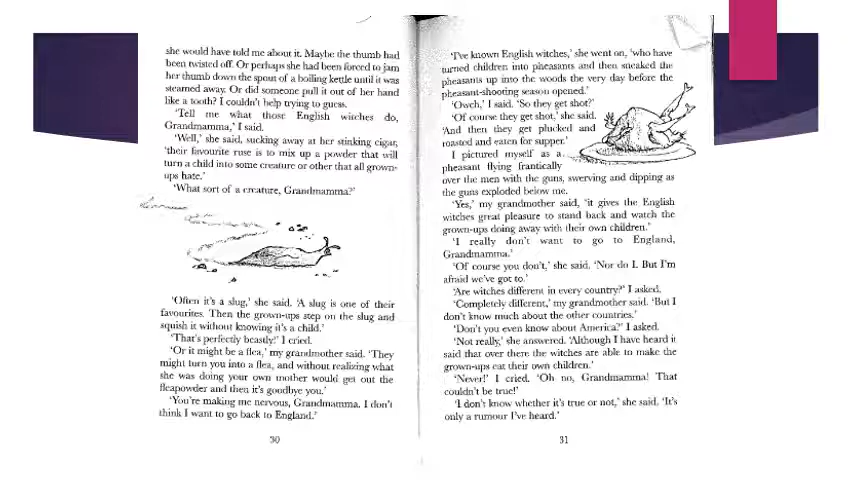 she would have told me about it. Maybe the thumb had
been twisted off. Or perhaps she had been forced to jam
her thumb down the spout of a boiling kettle until it was
steamed away. Or did someone pull it out of her hand
like a tooth? I couldn't help trying to guess.
'Tell me what those English witches do,
Grandmamma,' I said.
'Well,' she said, sucking away at her stinking cigar,
'their favourite ruse is to mix up a powder that will
turn a child into some creature or other that all grown-
ups hate.'
'What sort of a creature, Grandmamma?'
'Often it's a slug,' she said. 'A slug is one of their
favourites. Then the grown-ups step on the slug and
squish it without knowing it's a child.'
'That's perfectly beastly!' I cried.
'Or it might be a flea,' my grandmother said. 'They
might turn you into a flea, and without realizing what
she was doing your own mother would get out the
fleapowder and then it's goodbye you.'
'You're making me nervous, Grandmamma. I don't
think I want to go back to England.'
30
'I've known English witches,' she went on, 'who have
turned children into pheasants and then sneaked the
pheasants up into the woods the very day before the
pheasant-shooting season opened.'
'Owch,' I said. 'So they get shot?'
'Of course they get shot,' she said.
'And then they get plucked and
roasted and eaten for supper.'
I pictured myself as a
pheasant flying frantically
over the men with the guns, swerving and dipping as
the guns exploded below me.
'Yes,' my grandmother said, 'it gives the English
witches great pleasure to stand back and watch the
grown-ups doing away with their own children.'
'I really don't want to go to England,
Grandmamma.'
'Of course you don't,' she said. 'Nor do I. But I'm
afraid we've got to.'
'Are witches different in every country?' I asked.
'Completely different,' my grandmother said. 'But I
don't know much about the other countries.'
'Don't you even know about America?' I asked.
'Not really,' she answered. 'Although I have heard it
said that over there the witches are able to make the
grown-ups eat their own children.'
'Never!' I cried. 'Oh no, Grandmamma! That
couldn't be true!'
'I don't know whether it's true or not,' she said. 'It's
only a rumour I've heard.'
31